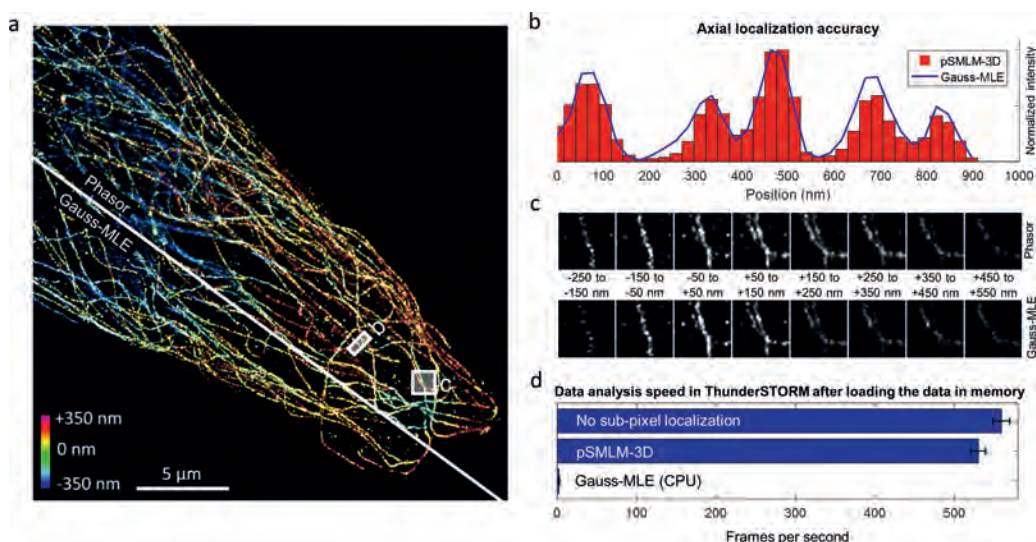 a
Phasor
Gauss-MLE
D
C
+350 nm
0 nm
-350 nm
5 µm
b
Axial localization accuracy
pSMLM-3D
Gauss-MLE
Normalized intensity
0 100 200 300 400 500 600 700 800 900 1000
Position (nm)
c
Phasor
-250 to -150 to -50 to +50 to +150 to +250 to +350 to +450 to
-150 nm -50 nm +50 nm +150 nm +250 nm +350 nm +450 nm +550 nm
Gauss-MLE
d
Data analysis speed in ThunderSTORM after loading the data in memory
No sub-pixel localization
pSMLM-3D
Gauss-MLE (CPU)
0 100 200 300 400 500
Frames per second